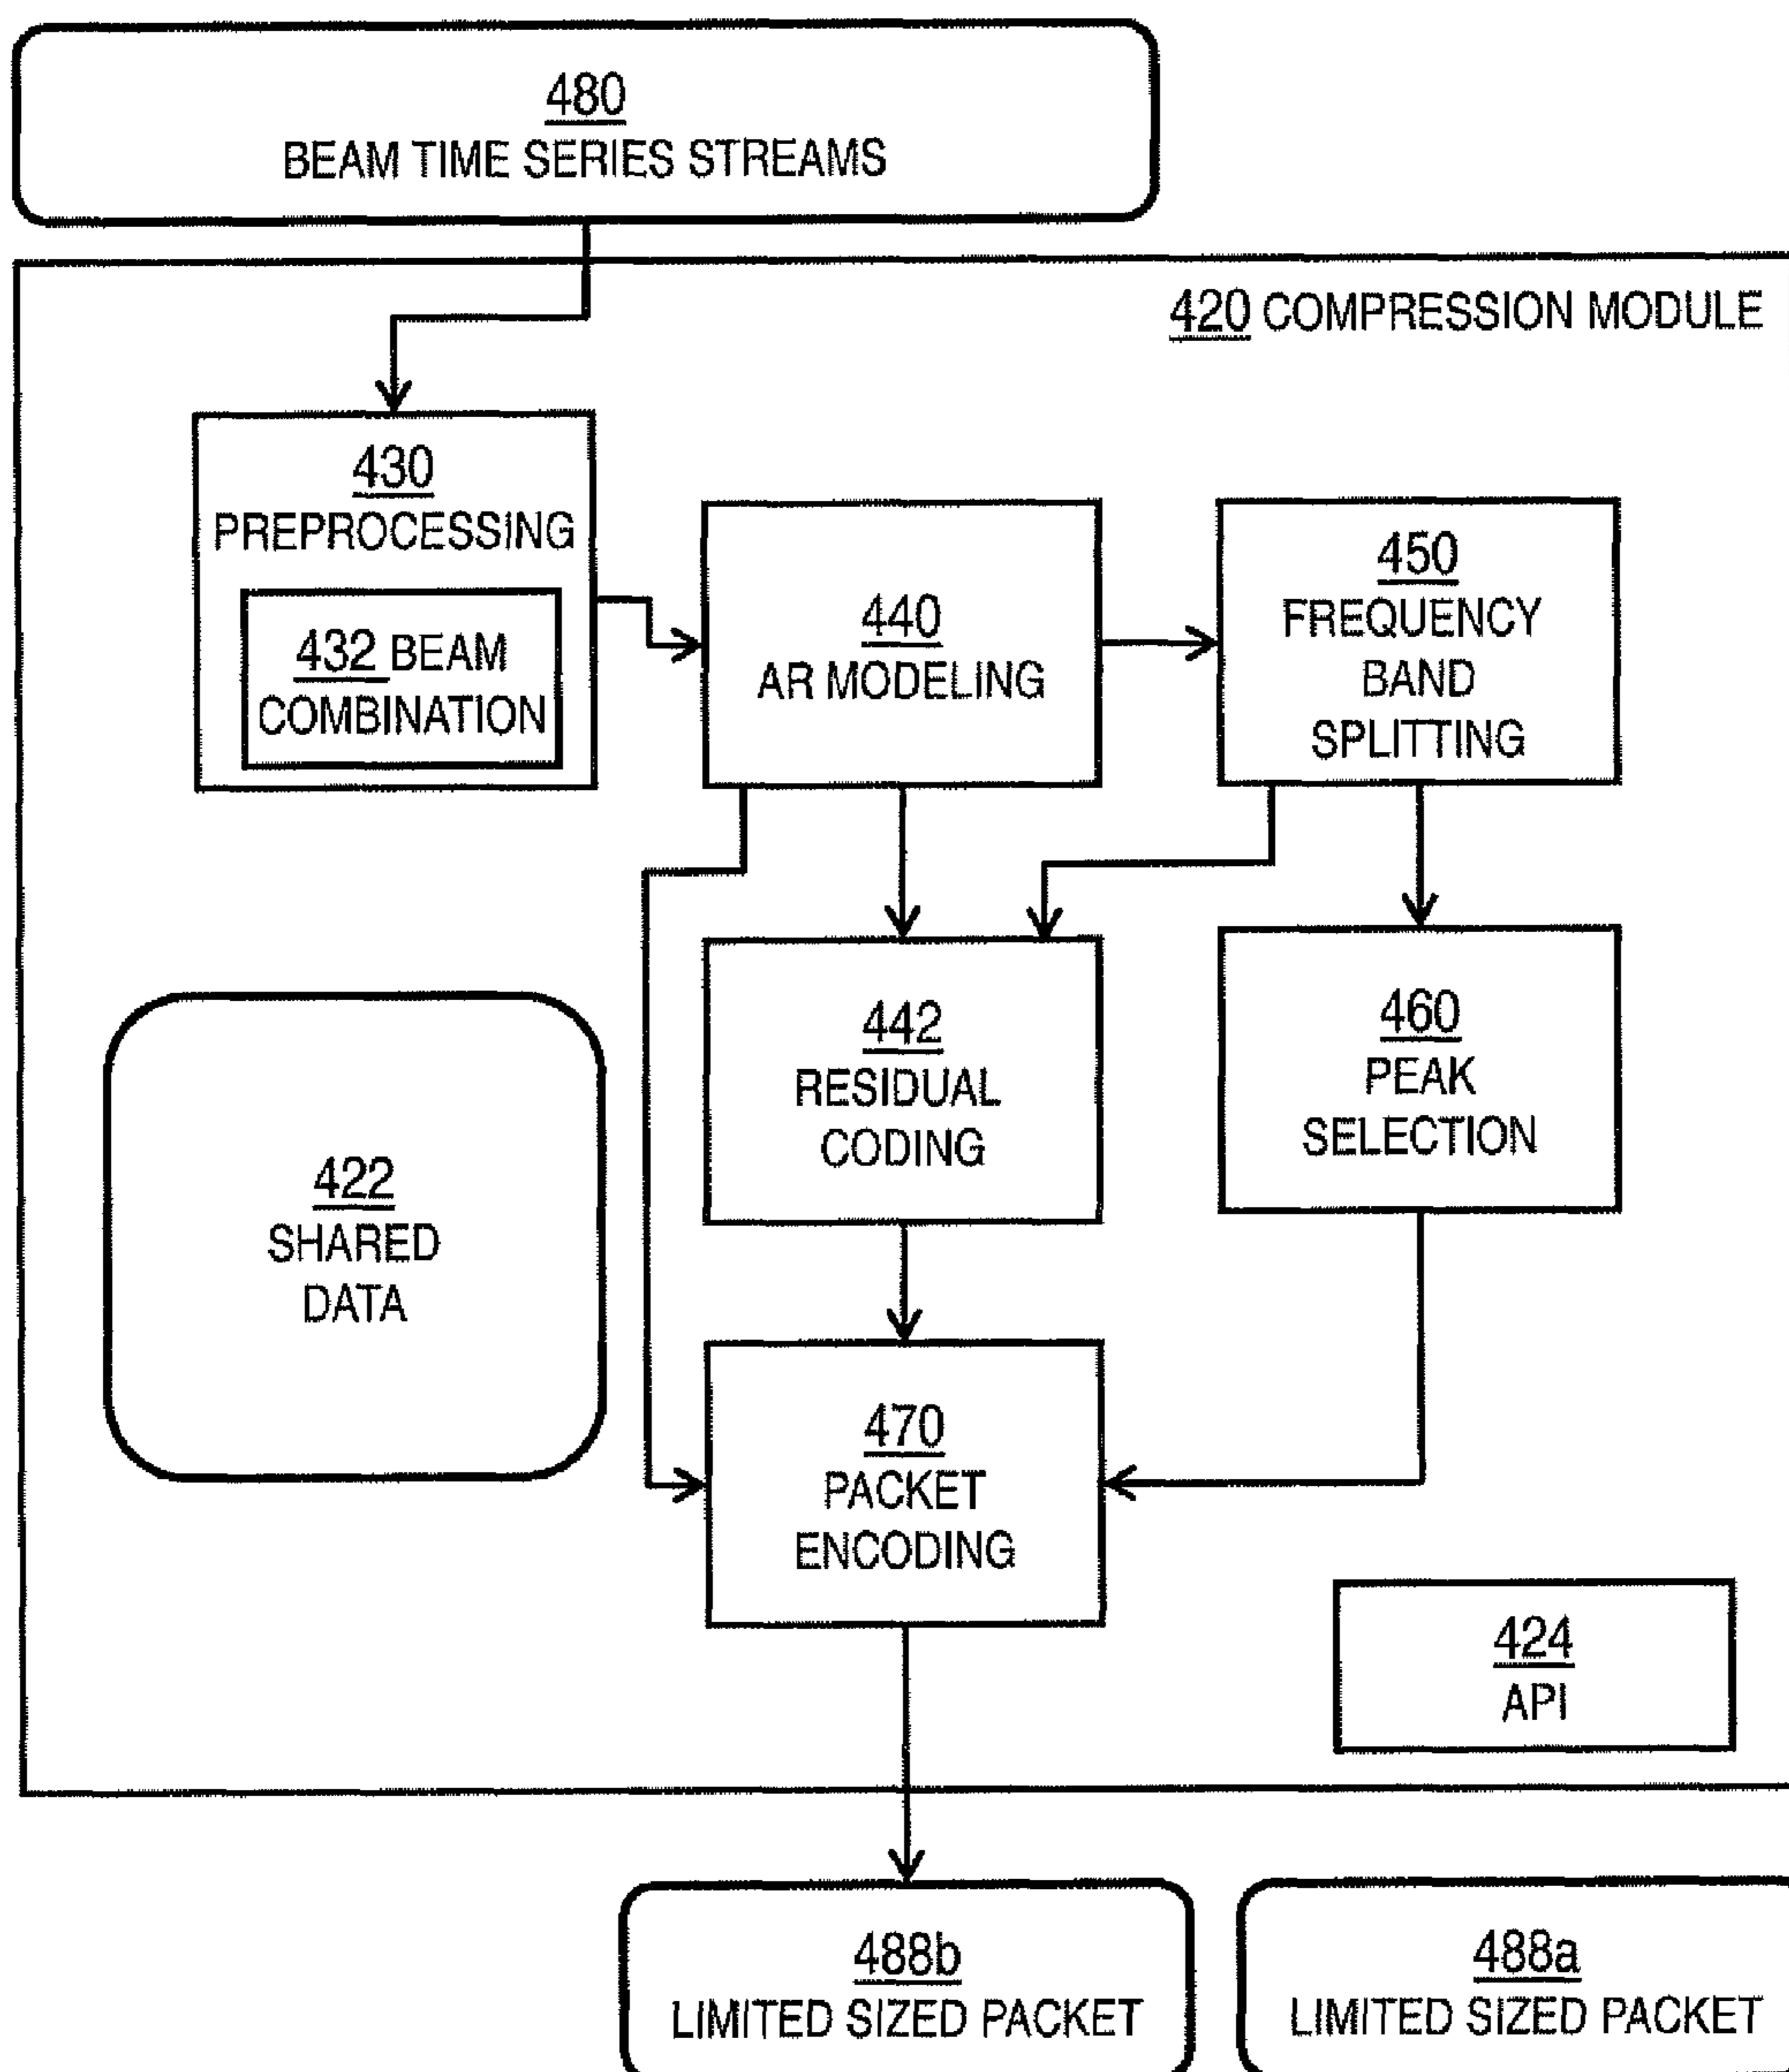 480
BEAM TIME SERIES STREAMS
420 COMPRESSION MODULE
430
PREPROCESSING
432 BEAM
COMBINATION
440
AR MODELING
450
FREQUENCY
BAND
SPLITTING
422
SHARED
DATA
442
RESIDUAL
CODING
460
PEAK
SELECTION
470
PACKET
ENCODING
424
API
488b
LIMITED SIZED PACKET
488a
LIMITED SIZED PACKET